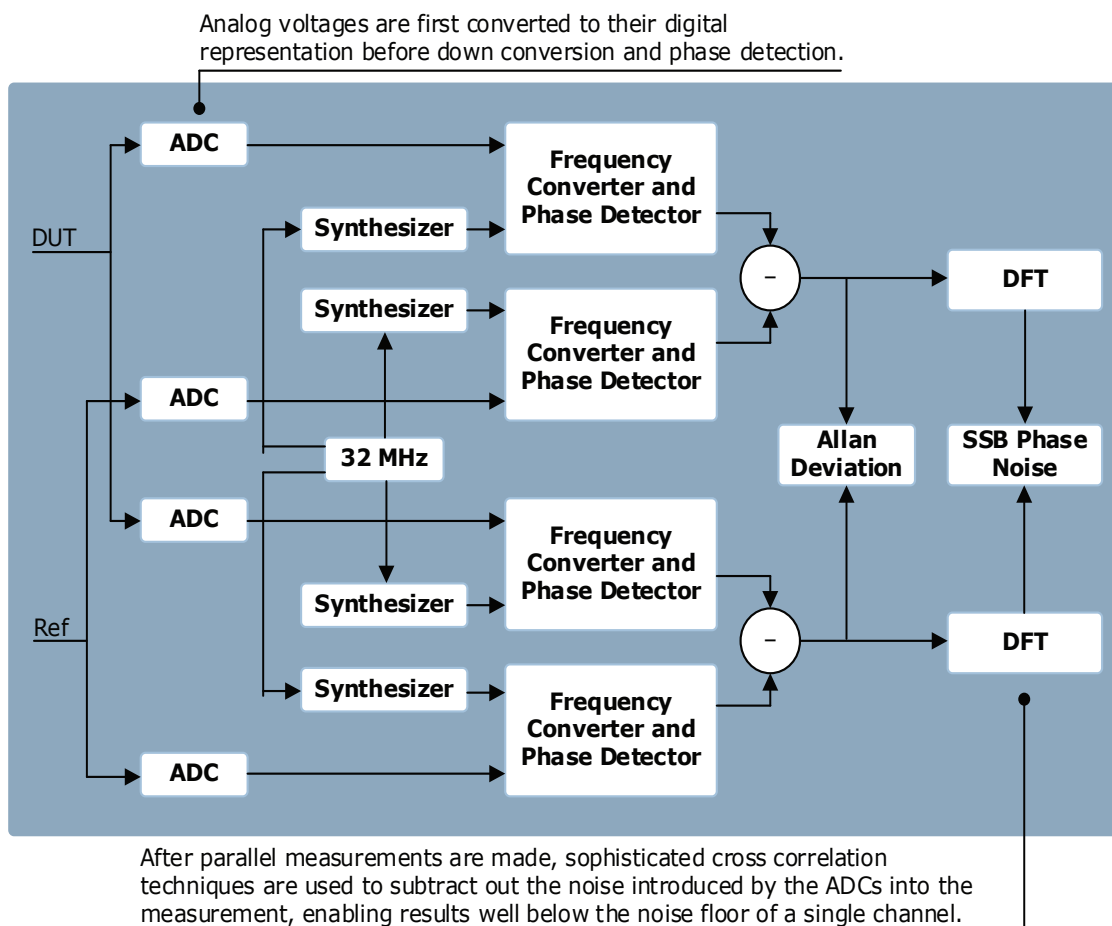 Analog voltages are first converted to their digital
representation before down conversion and phase detection.
ADC
Frequency
Converter and
Phase Detector
Synthesizer
DUT
–
DFT
Synthesizer
Frequency
Converter and
Phase Detector
ADC
32 MHz
Allan
Deviation
SSB Phase
Noise
ADC
Frequency
Converter and
Phase Detector
Synthesizer
Ref
–
DFT
Synthesizer
Frequency
Converter and
Phase Detector
ADC
After parallel measurements are made, sophisticated cross correlation
techniques are used to subtract out the noise introduced by the ADCs into the
measurement, enabling results well below the noise floor of a single channel.